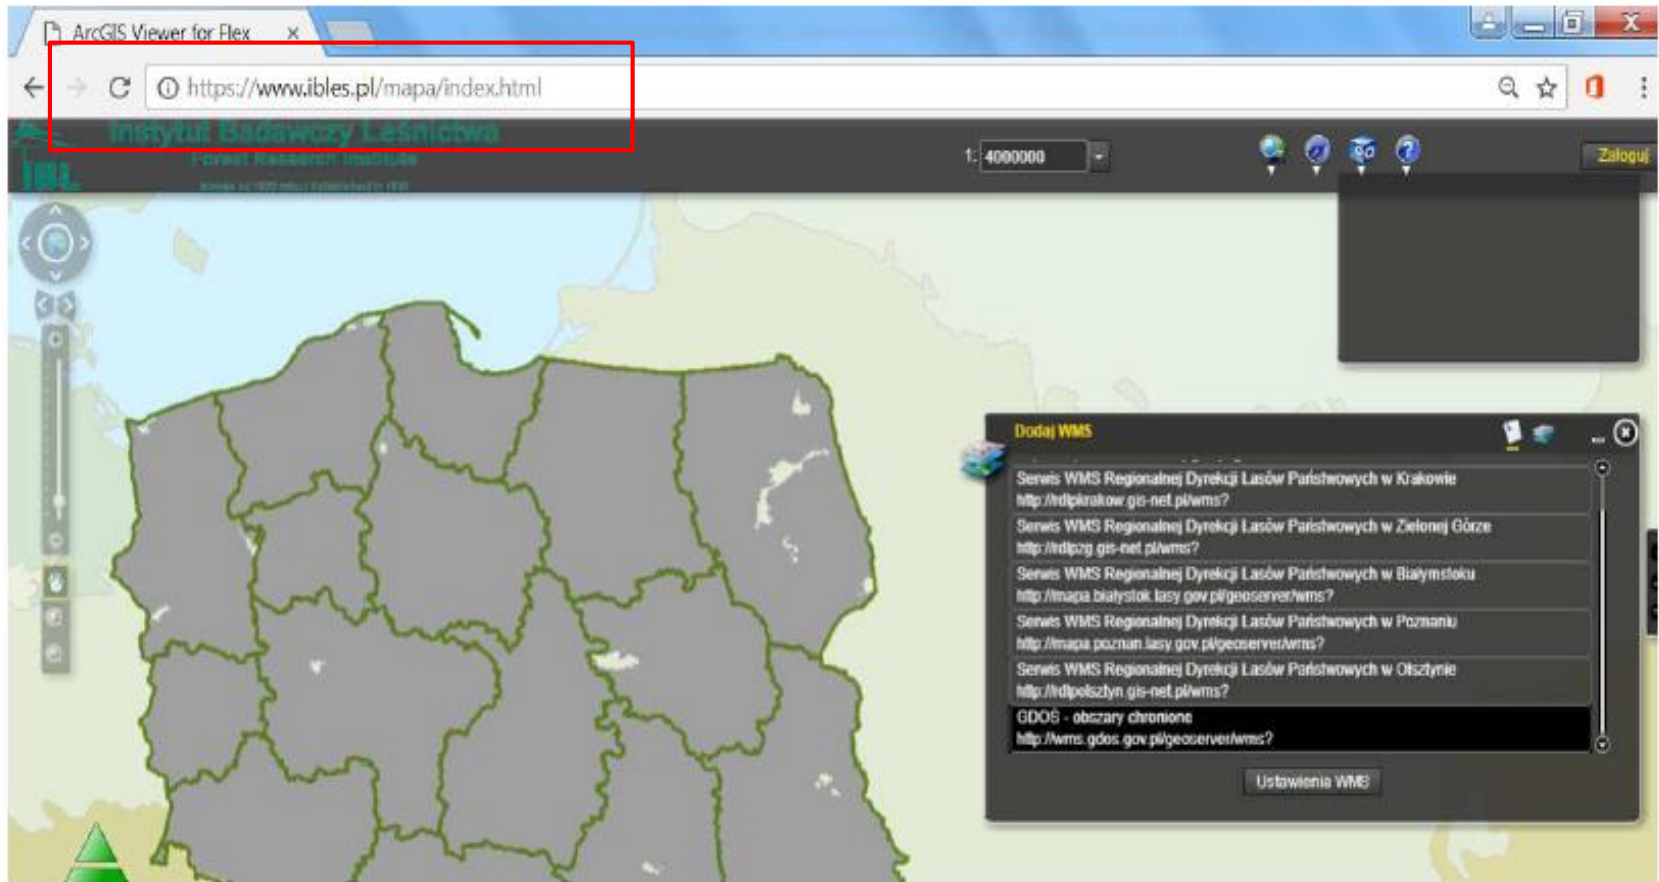 ArcGIS Viewer for Flex
https://www.ibles.pl/mapa/index.html
Instytut Badawczy Leśnictwa
Forest Research Institute
IBL
1: 4000000
Zaloguj
Dodaj WMS
Serwis WMS Regionalnej Dyrekcji Lasów Państwowych w Krakowie
http://rdlpkrakow.gis-net.pl/wms?
Serwis WMS Regionalnej Dyrekcji Lasów Państwowych w Zielonej Górze
http://rdlpzg.gis-net.pl/wms?
Serwis WMS Regionalnej Dyrekcji Lasów Państwowych w Białymstoku
http://mapa.bialystok.lasy.gov.pl/geoserver/wms?
Serwis WMS Regionalnej Dyrekcji Lasów Państwowych w Poznaniu
http://mapa.poznan.lasy.gov.pl/geoserver/wms?
Serwis WMS Regionalnej Dyrekcji Lasów Państwowych w Olsztynie
http://rdlpolsztyn.gis-net.pl/wms?
GDOŚ - obszary chronione
http://wms.gdos.gov.pl/geoserver/wms?
Ustawienia WMS